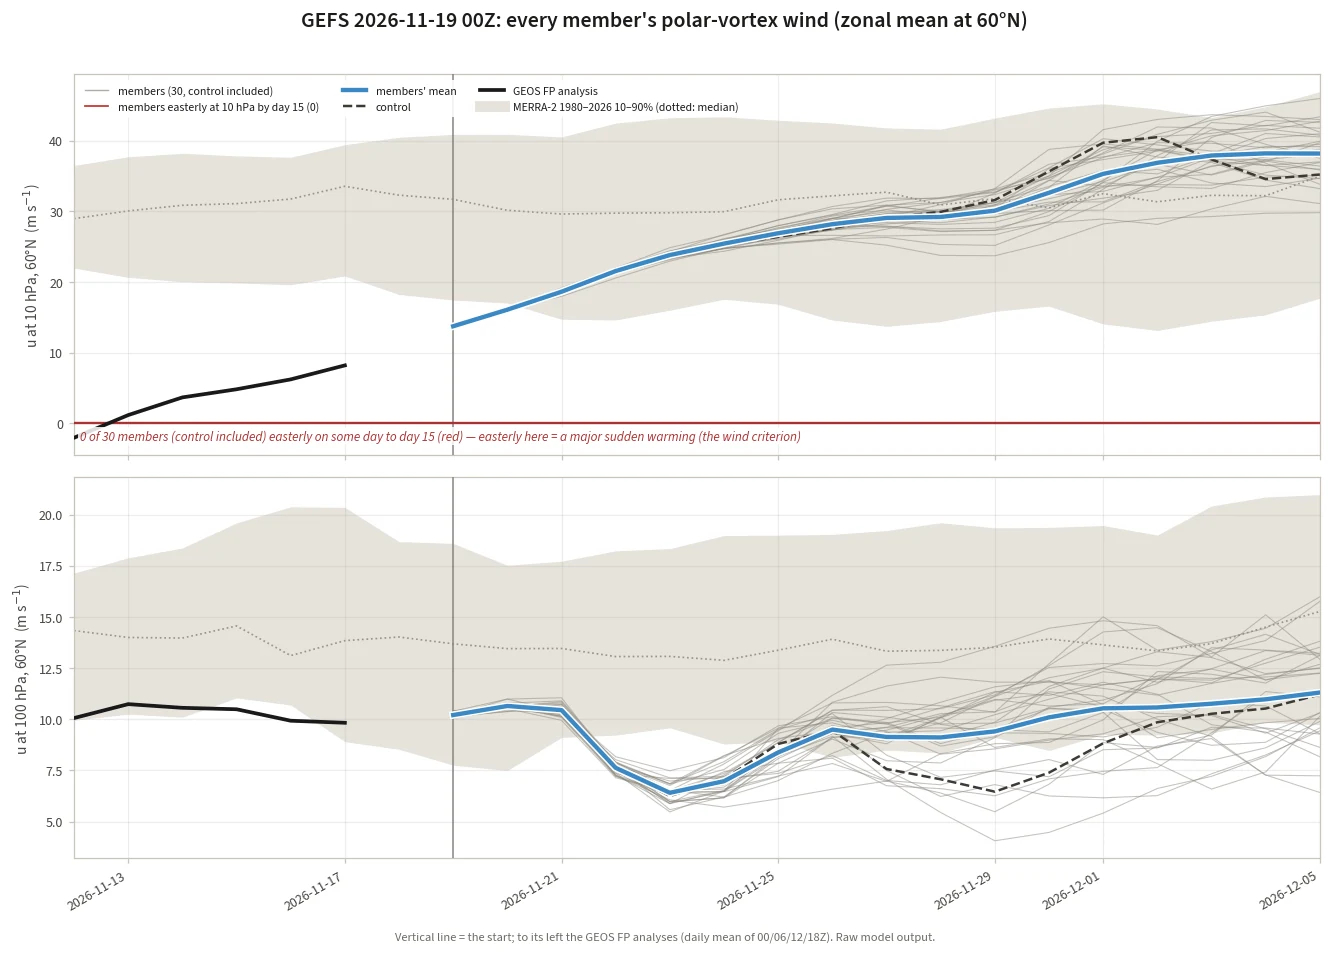 GEFS 2026-11-19 00Z: every member's polar-vortex wind (zonal mean at 60°N)
members (30, control included)
members easterly at 10 hPa by day 15 (0)
members' mean
control
GEOS FP analysis
MERRA-2 1980–2026 10–90% (dotted: median)
u at 10 hPa, 60°N (m s⁻¹)
40
30
20
10
0
0 of 30 members (control included) easterly on some day to day 15 (red) — easterly here = a major sudden warming (the wind criterion)
u at 100 hPa, 60°N (m s⁻¹)
20.0
17.5
15.0
12.5
10.0
7.5
5.0
2026-11-13
2026-11-17
2026-11-21
2026-11-25
2026-11-29
2026-12-01
2026-12-05
Vertical line = the start; to its left the GEOS FP analyses (daily mean of 00/06/12/18Z). Raw model output.